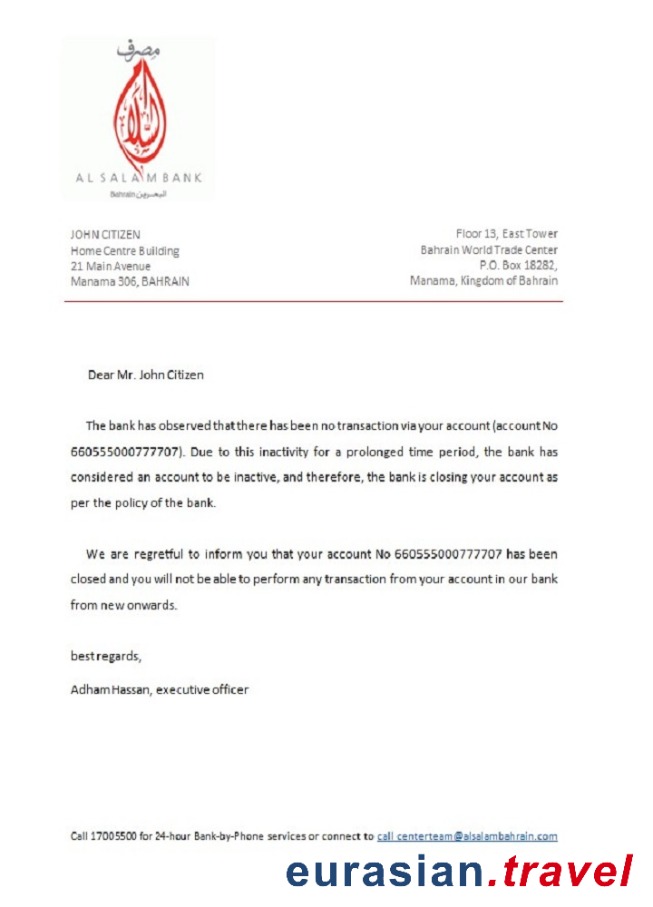 مصرف
السلام
AL SALAM BANK
Bahrain البحرين
JOHN CITIZEN
Home Centre Building
21 Main Avenue
Manama 306, BAHRAIN
Floor 13, East Tower
Bahrain World Trade Center
P.O. Box 18282,
Manama, Kingdom of Bahrain
Dear Mr. John Citizen
The bank has observed that there has been no transaction via your account (account No
660555000777707). Due to this inactivity for a prolonged time period, the bank has
considered an account to be inactive, and therefore, the bank is closing your account as
per the policy of the bank.
We are regretful to inform you that your account No 660555000777707 has been
closed and you will not be able to perform any transaction from your account in our bank
from new onwards.
best regards,
Adham Hassan, executive officer
Call 17005500 for 24-hour Bank-by-Phone services or connect to call centerteam@alsalambahrain.com
eurasian.travel